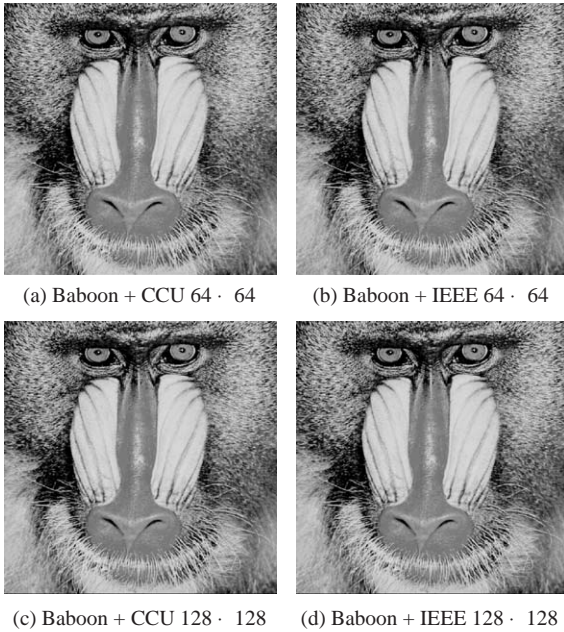 (a) Baboon + CCU 64 · 64
(b) Baboon + IEEE 64 · 64
(c) Baboon + CCU 128 · 128
(d) Baboon + IEEE 128 · 128